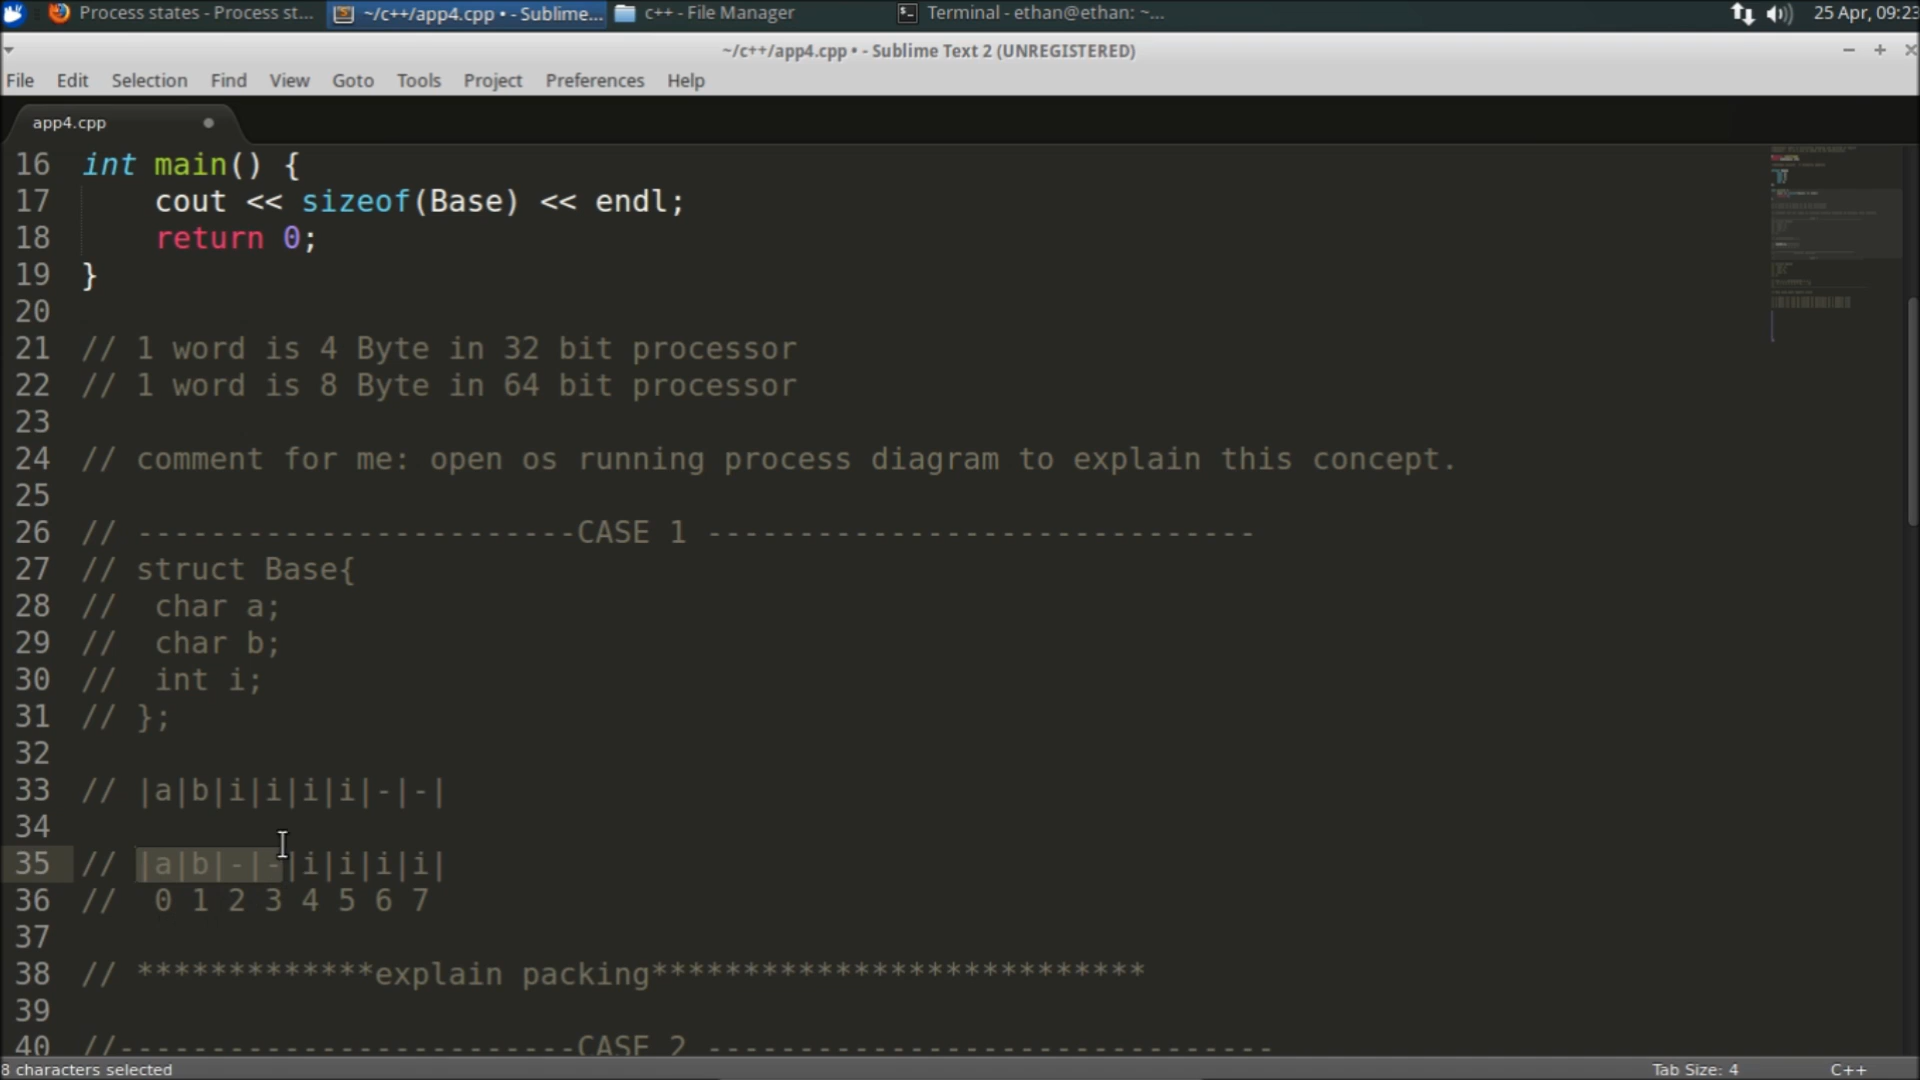 Process states - Process st...
~/c++/app4.cpp • - Sublime...
c++ - File Manager
Terminal - ethan@ethan: ~...
25 Apr, 09:23
~/c++/app4.cpp • - Sublime Text 2 (UNREGISTERED)
File Edit Selection Find View Goto Tools Project Preferences Help
app4.cpp
16 int main() {
17 cout << sizeof(Base) << endl;
18 return 0;
19 }
20
21 // 1 word is 4 Byte in 32 bit processor
22 // 1 word is 8 Byte in 64 bit processor
23
24 // comment for me: open os running process diagram to explain this concept.
25
26 // ------------------------CASE 1 ------------------------------
27 // struct Base{
28 // char a;
29 // char b;
30 // int i;
31 // };
32
33 // |a|b|i|i|i|i|-|-|
34
35 // |a|b|-|-|i|i|i|i|
36 // 0 1 2 3 4 5 6 7
37
38 // *************explain packing***************************
39
40 //-------------------------CASE 2 -------------------------------
8 characters selected
Tab Size: 4
C++